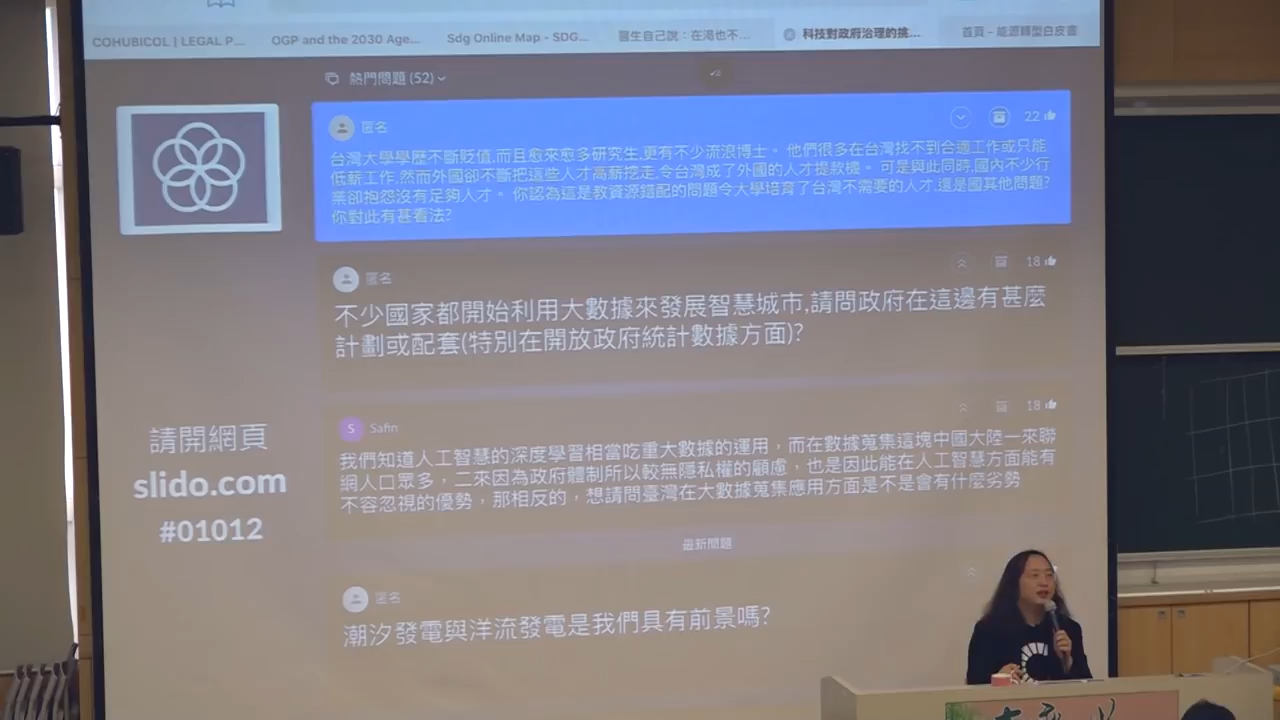 COHUBICOL | LEGAL P...
OGP and the 2030 Age...
Sdg Online Map - SDG...
醫生自己說：在渴也不...
科技對政府治理的挑...
首頁 - 能源轉型白皮書
熱門問題 (52)
匿名
22
台灣大學學歷不斷貶值,而且愈來愈多研究生,更有不少流浪博士。 他們很多在台灣找不到合適工作或只能
低薪工作,然而外國卻不斷把這些人才高薪挖走,令台灣成了外國的人才提款機。 可是與此同時,國內不少行
業卻抱怨沒有足夠人才。 你認為這是教資源錯配的問題令大學培育了台灣不需要的人才,還是國其他問題?
你對此有甚看法?
匿名
18
不少國家都開始利用大數據來發展智慧城市,請問政府在這邊有甚麼
計劃或配套(特別在開放政府統計數據方面)?
S
Safin
18
我們知道人工智慧的深度學習相當吃重大數據的運用，而在數據蒐集這塊中國大陸一來聯
網人口眾多，二來因為政府體制所以較無隱私權的顧慮，也是因此能在人工智慧方面能有
不容忽視的優勢，那相反的，想請問臺灣在大數據蒐集應用方面是不是會有什麼劣勢
最新問題
匿名
潮汐發電與洋流發電是我們具有前景嗎?
請開網頁
slido.com
#01012